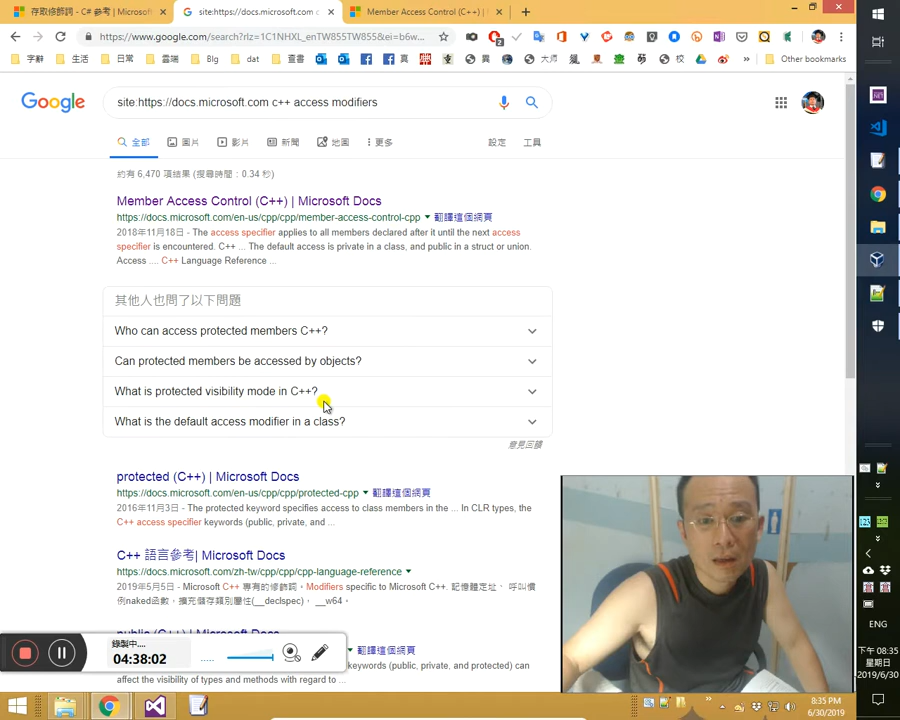 存取修飾詞 - C# 參考 | Microsoft D
site:https://docs.microsoft.com c
Member Access Control (C++) |
https://www.google.com/search?rlz=1C1NHXL_enTW855TW855&ei=b6w...
字辭
生活
日常
雲端
Blg
dat
查書
真
異
大师
校
Other bookmarks
Google
site:https://docs.microsoft.com c++ access modifiers
全部
圖片
影片
新聞
地圖
更多
設定
工具
約有 6,470 項結果 (搜尋時間：0.34 秒)
Member Access Control (C++) | Microsoft Docs
https://docs.microsoft.com/en-us/cpp/cpp/member-access-control-cpp ▼ 翻譯這個網頁
2018年11月18日 - The access specifier applies to all members declared after it until the next access
specifier is encountered. C++ ... The default access is private in a class, and public in a struct or union.
Access .... C++ Language Reference ...
其他人也問了以下問題
Who can access protected members C++?
Can protected members be accessed by objects?
What is protected visibility mode in C++?
What is the default access modifier in a class?
意見回饋
protected (C++) | Microsoft Docs
https://docs.microsoft.com/en-us/cpp/cpp/protected-cpp ▼ 翻譯這個網頁
2016年11月3日 - The protected keyword specifies access to class members in the ... In CLR types, the
C++ access specifier keywords (public, private, and ...
C++ 語言參考| Microsoft Docs
https://docs.microsoft.com/zh-tw/cpp/cpp/cpp-language-reference ▼
2019年5月5日 - Microsoft C++ 專有的修飾詞。Modifiers specific to Microsoft C++. 記憶體定址、 呼叫慣
例naked函數，擴充儲存類別屬性(__declspec)， __w64。
public (C++) | Microsoft Docs
▼ 翻譯這個網頁
keywords (public, private, and protected) can
affect the visibility of types and methods with regard to ...
錄製中....
04:38:02
ENG
下午 08:35
星期日
2019/6/30
8:35 PM
6/30/2019